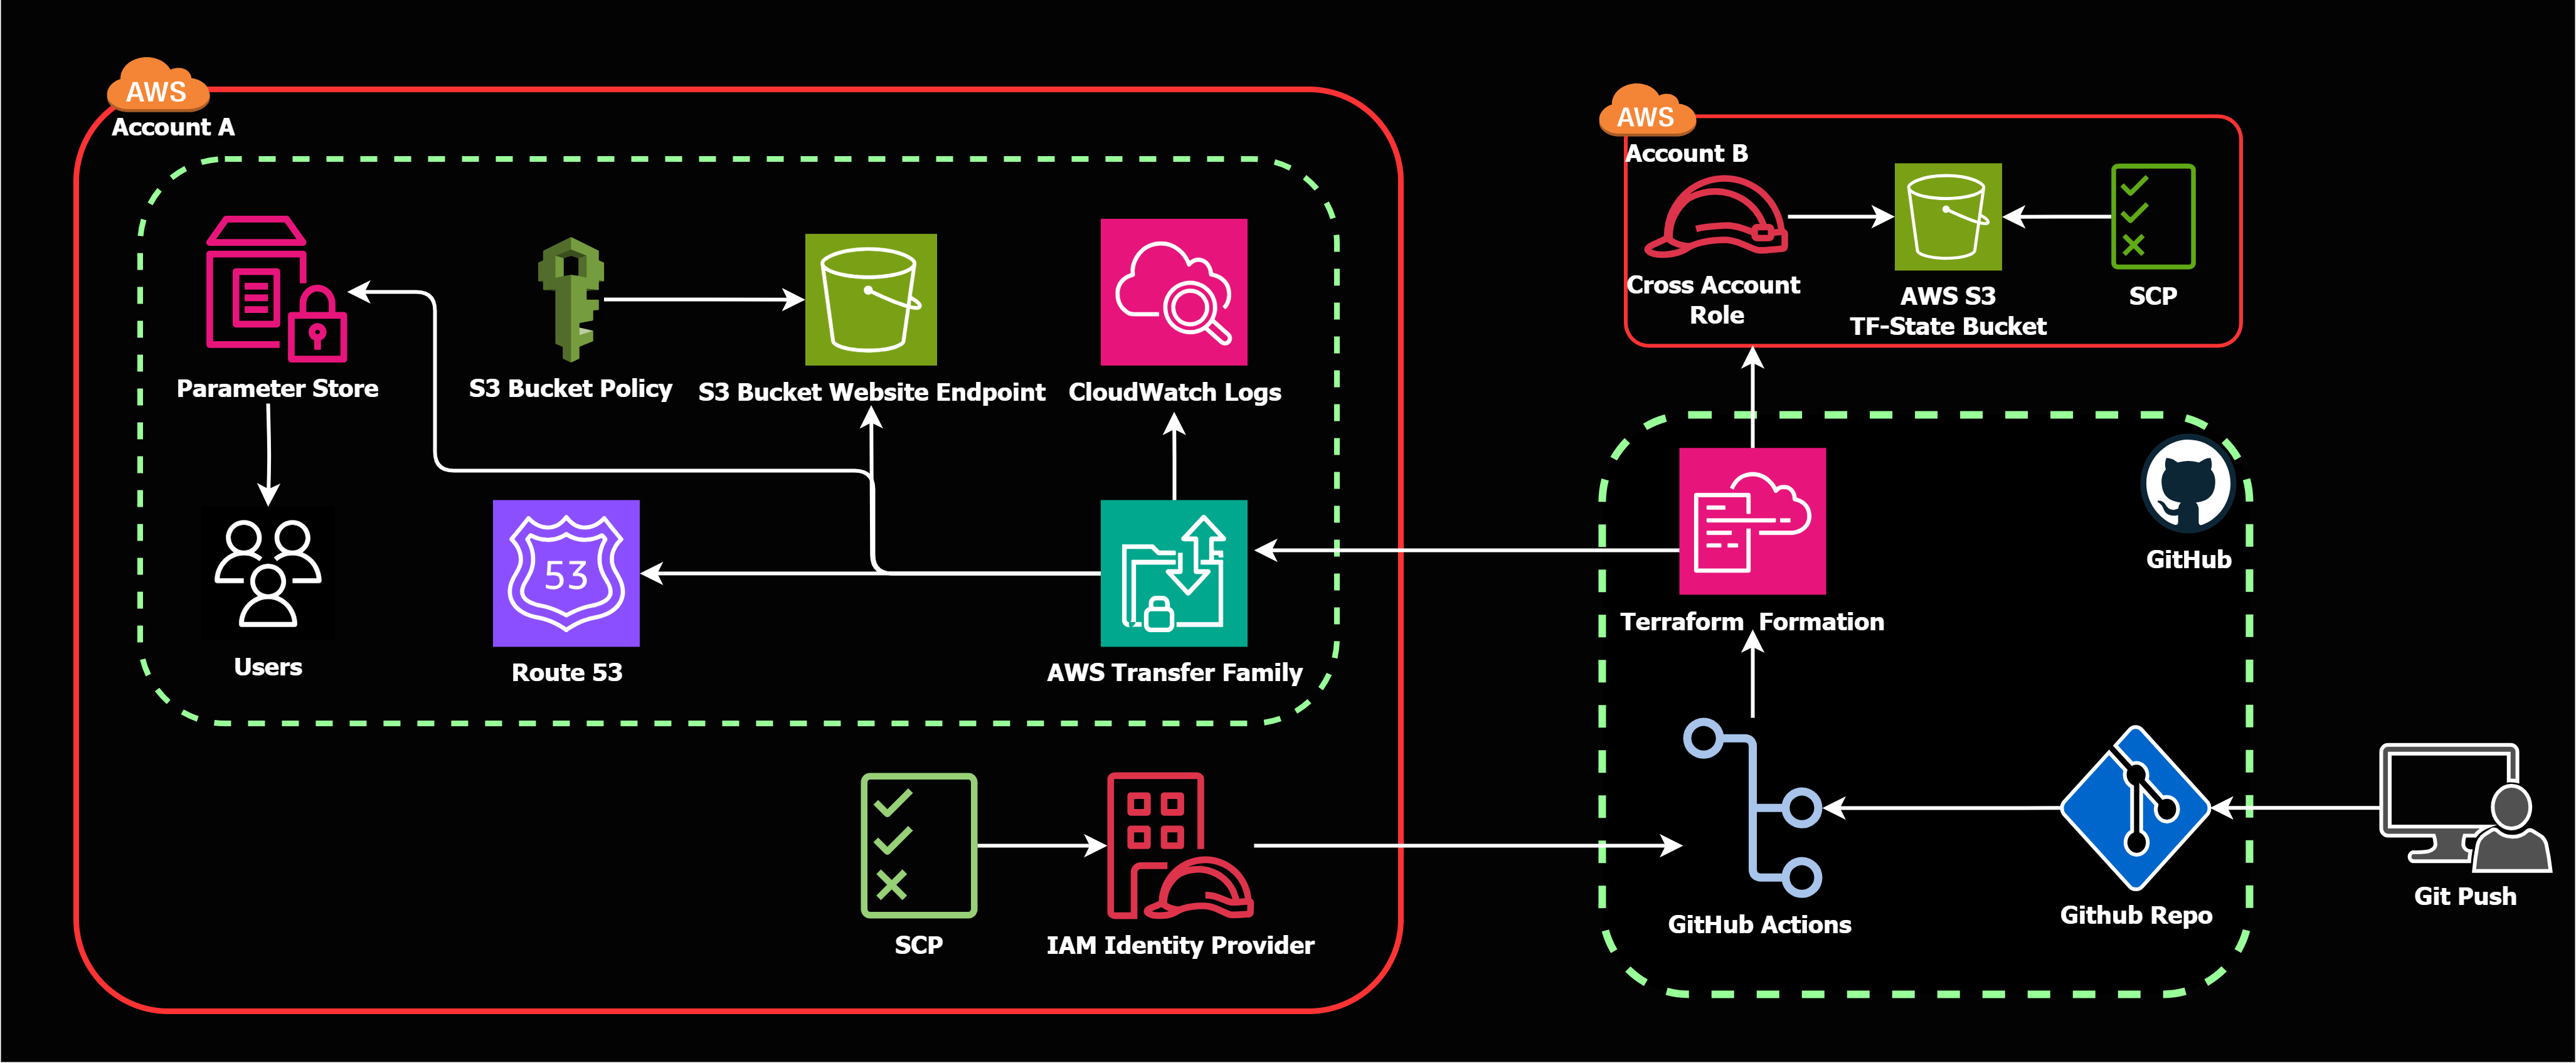 AWS
Account A
Parameter Store
S3 Bucket Policy
S3 Bucket Website Endpoint
CloudWatch Logs
Users
53
Route 53
AWS Transfer Family
SCP
IAM Identity Provider
AWS
Account B
Cross Account
Role
AWS S3
TF-State Bucket
SCP
GitHub
Terraform Formation
GitHub Actions
Github Repo
Git Push